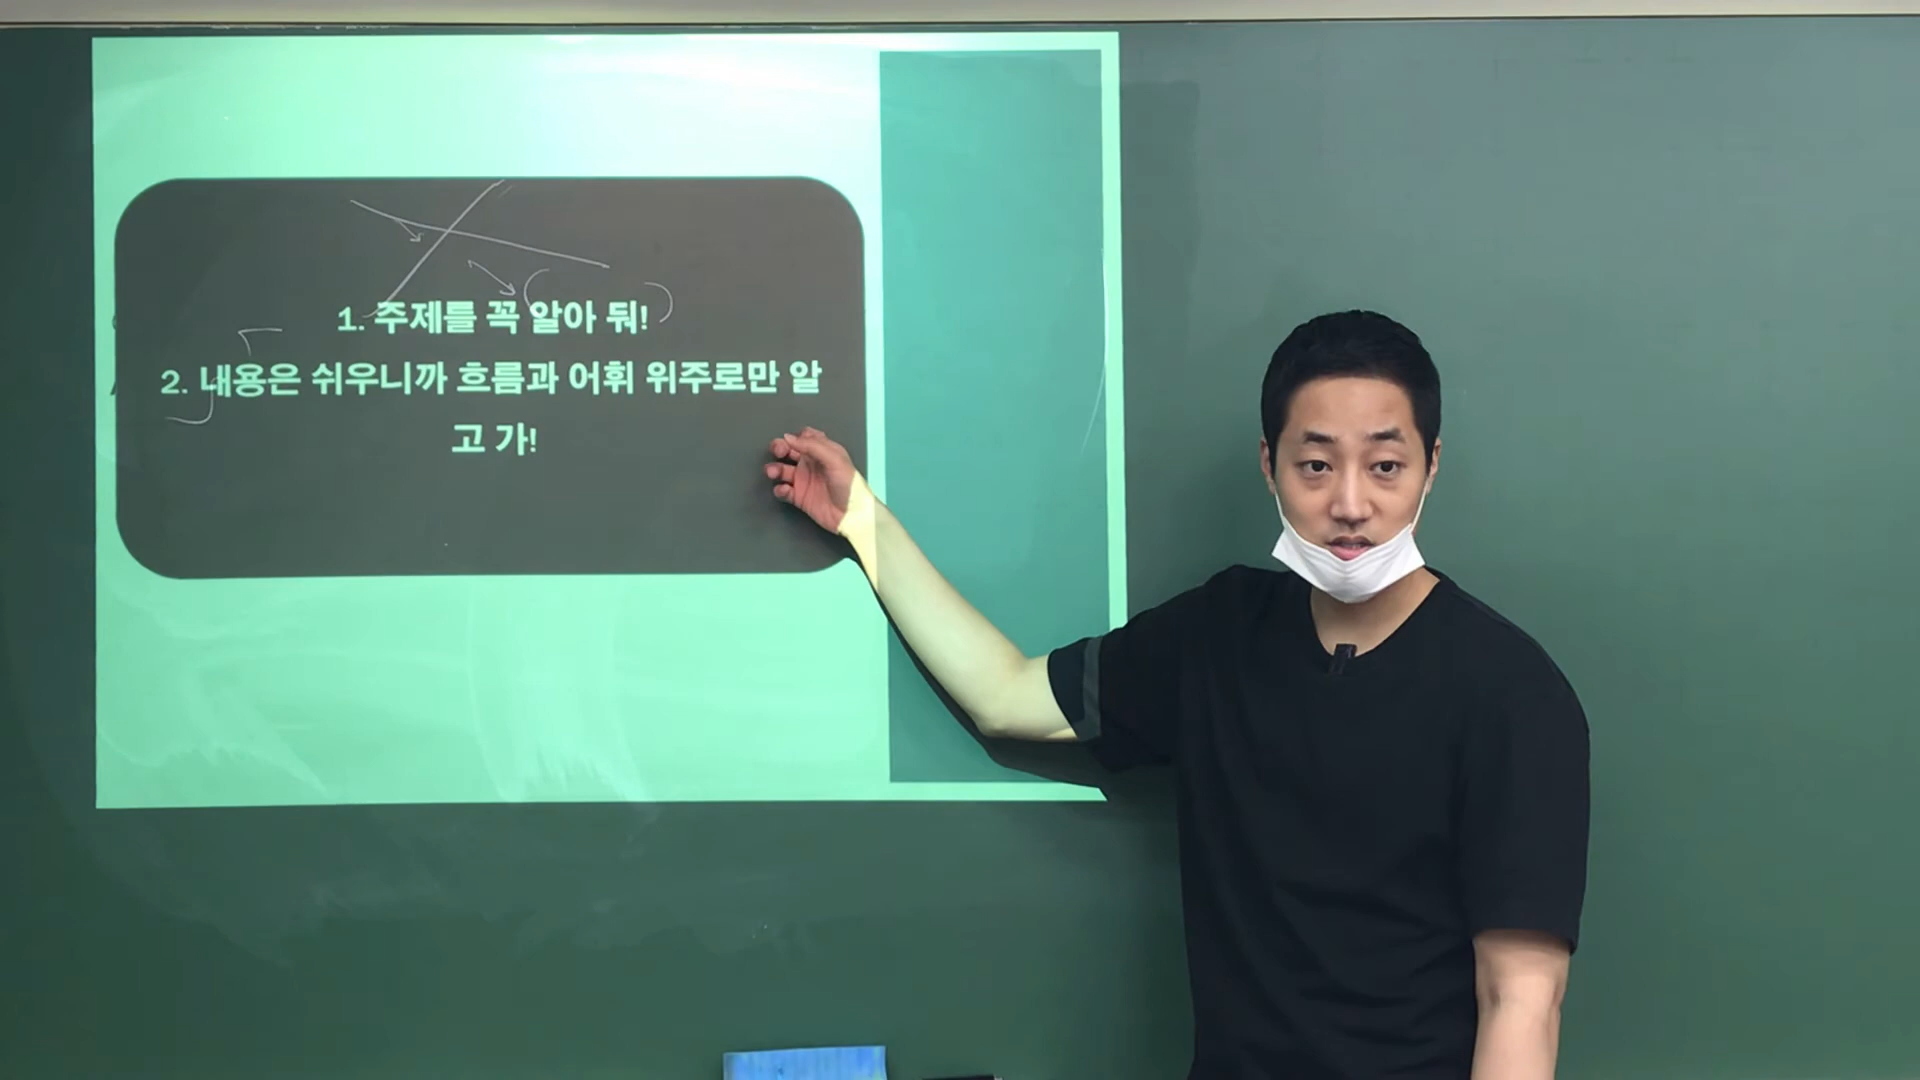 1. 주제를 꼭 알아 둬!
2. 내용은 쉬우니까 흐름과 어휘 위주로만 알
고 가!